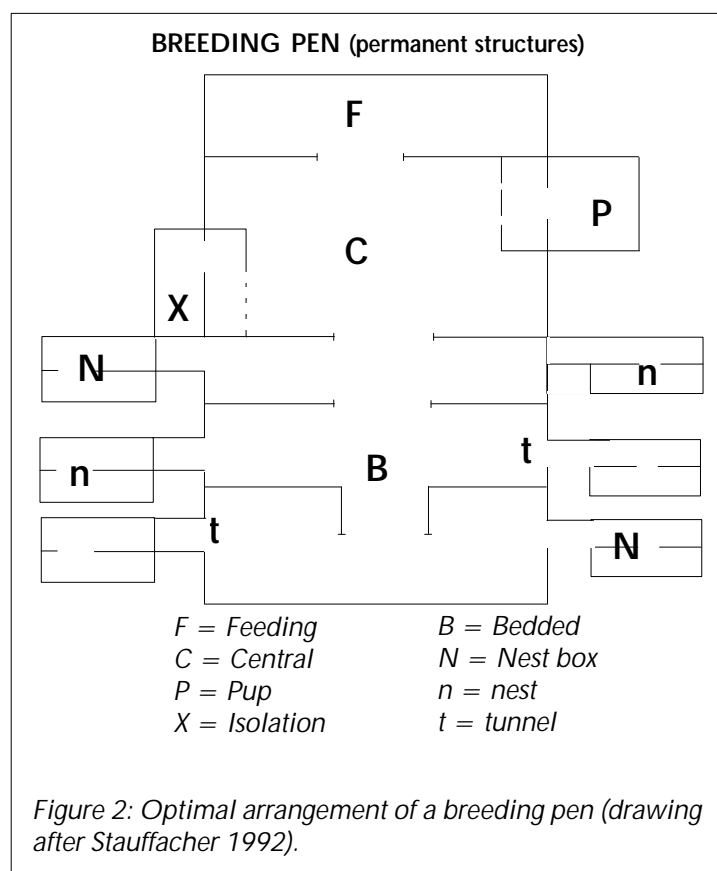 BREEDING PEN (permanent structures)
F
P
C
X
N
n
n
t
B
t
N
F = Feeding
C = Central
P = Pup
X = Isolation
B = Bedded
N = Nest box
n = nest
t = tunnel
Figure 2: Optimal arrangement of a breeding pen (drawing
after Stauffacher 1992).